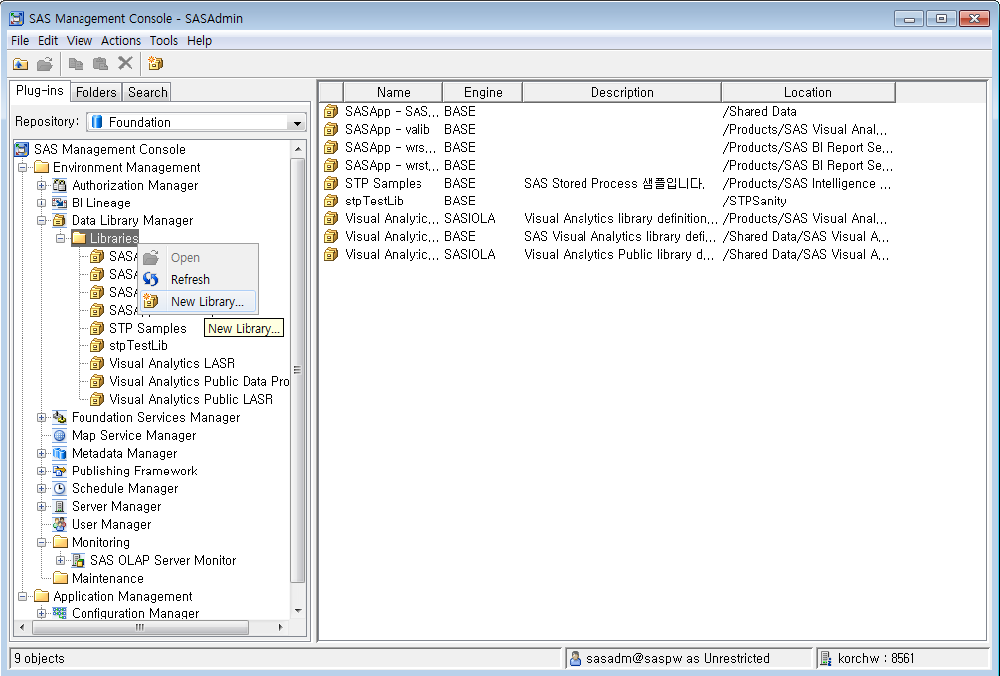 SAS Management Console - SASAdmin
File Edit View Actions Tools Help
Plug-ins Folders Search
Repository: Foundation
SAS Management Console
Environment Management
Authorization Manager
BI Lineage
Data Library Manager
Libraries
SASA
SASA
SASA
SASA
STP Samples
stpTestLib
Visual Analytics LASR
Visual Analytics Public Data Pro
Visual Analytics Public LASR
Foundation Services Manager
Map Service Manager
Metadata Manager
Publishing Framework
Schedule Manager
Server Manager
User Manager
Monitoring
SAS OLAP Server Monitor
Maintenance
Application Management
Configuration Manager
Open
Refresh
New Library...
New Library...
Name Engine Description Location
SASApp - SAS... BASE /Shared Data
SASApp - valib BASE /Products/SAS Visual Anal...
SASApp - wrs... BASE /Products/SAS BI Report Se...
SASApp - wrst... BASE /Products/SAS BI Report Se...
STP Samples BASE SAS Stored Process 샘플입니다. /Products/SAS Intelligence ...
stpTestLib BASE /STPSanity
Visual Analytic... SASIOLA Visual Analytics library definition... /Products/SAS Visual Anal...
Visual Analytic... BASE SAS Visual Analytics library defi... /Shared Data/SAS Visual A...
Visual Analytic... SASIOLA Visual Analytics Public library d... /Shared Data/SAS Visual A...
9 objects
sasadm@saspw as Unrestricted
korchw : 8561